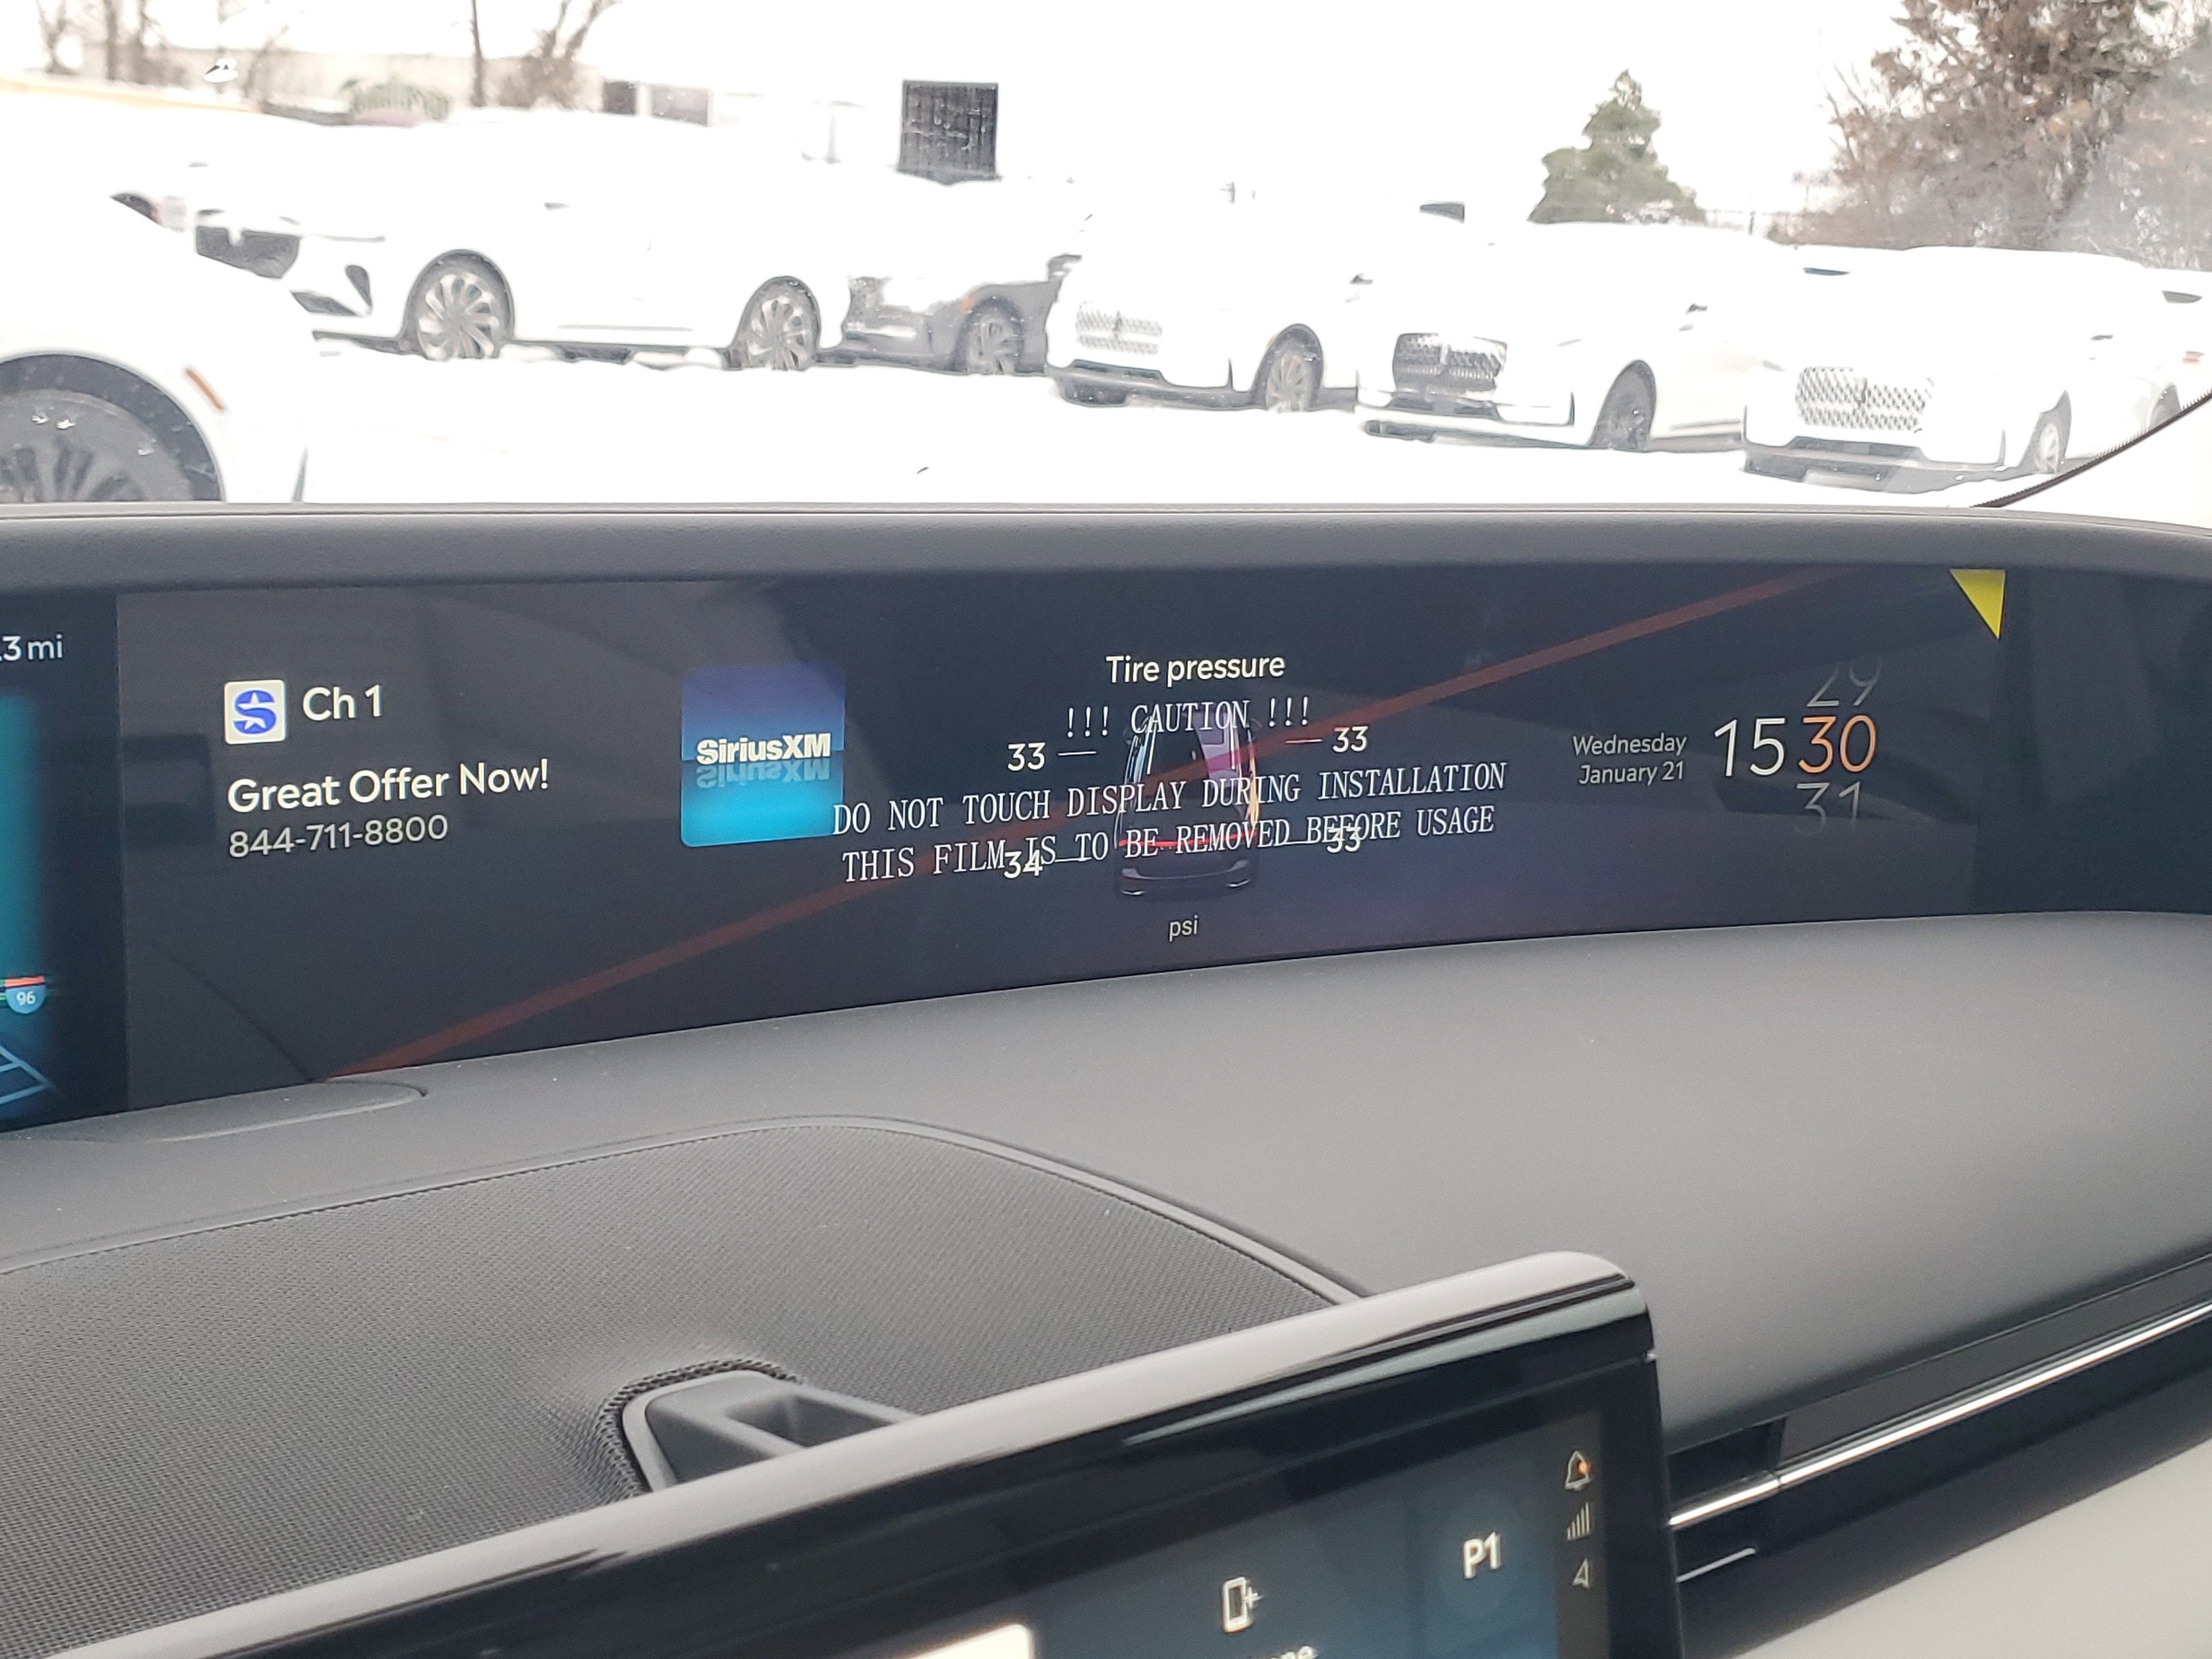 .3 mi
96
Ch 1
Great Offer Now!
844-711-8800
SiriusXM
Tire pressure
!!! CAUTION !!!
33
33
DO NOT TOUCH DISPLAY DURING INSTALLATION
THIS FILM IS TO BE REMOVED BEFORE USAGE
34
33
psi
Wednesday
January 21
29
15 30
31
P1